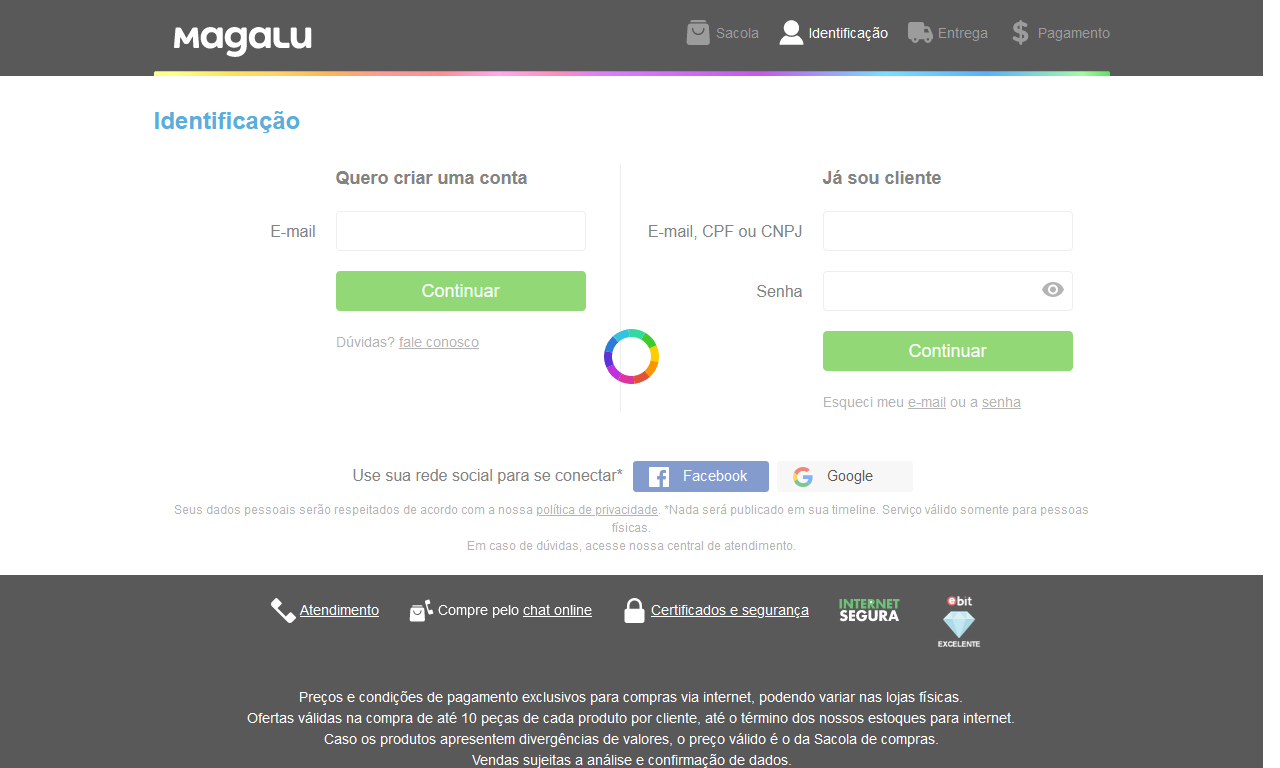 MAGALU
Sacola
Identificação
Entrega
Pagamento
Identificação
Quero criar uma conta
E-mail
Continuar
Dúvidas? fale conosco
Já sou cliente
E-mail, CPF ou CNPJ
Senha
Continuar
Esqueci meu e-mail ou a senha
Use sua rede social para se conectar*
Facebook
Google
Seus dados pessoais serão respeitados de acordo com a nossa política de privacidade. *Nada será publicado em sua timeline. Serviço válido somente para pessoas
físicas.
Em caso de dúvidas, acesse nossa central de atendimento.
Atendimento
Compre pelo chat online
Certificados e segurança
INTERNET
SEGURA
ebit
EXCELENTE
Preços e condições de pagamento exclusivos para compras via internet, podendo variar nas lojas físicas.
Ofertas válidas na compra de até 10 peças de cada produto por cliente, até o término dos nossos estoques para internet.
Caso os produtos apresentem divergências de valores, o preço válido é o da Sacola de compras.
Vendas sujeitas a análise e confirmação de dados.